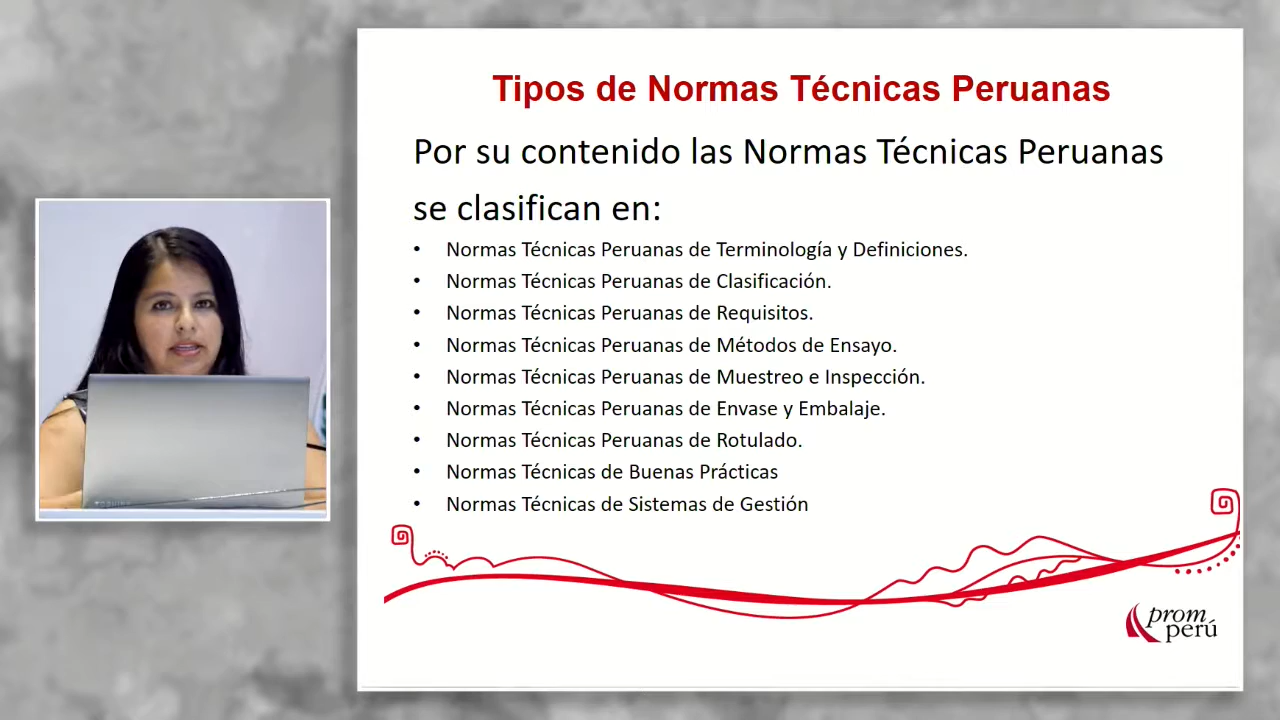 Tipos de Normas Técnicas Peruanas
Por su contenido las Normas Técnicas Peruanas
se clasifican en:
• Normas Técnicas Peruanas de Terminología y Definiciones.
• Normas Técnicas Peruanas de Clasificación.
• Normas Técnicas Peruanas de Requisitos.
• Normas Técnicas Peruanas de Métodos de Ensayo.
• Normas Técnicas Peruanas de Muestreo e Inspección.
• Normas Técnicas Peruanas de Envase y Embalaje.
• Normas Técnicas Peruanas de Rotulado.
• Normas Técnicas de Buenas Prácticas
• Normas Técnicas de Sistemas de Gestión
prom
perú